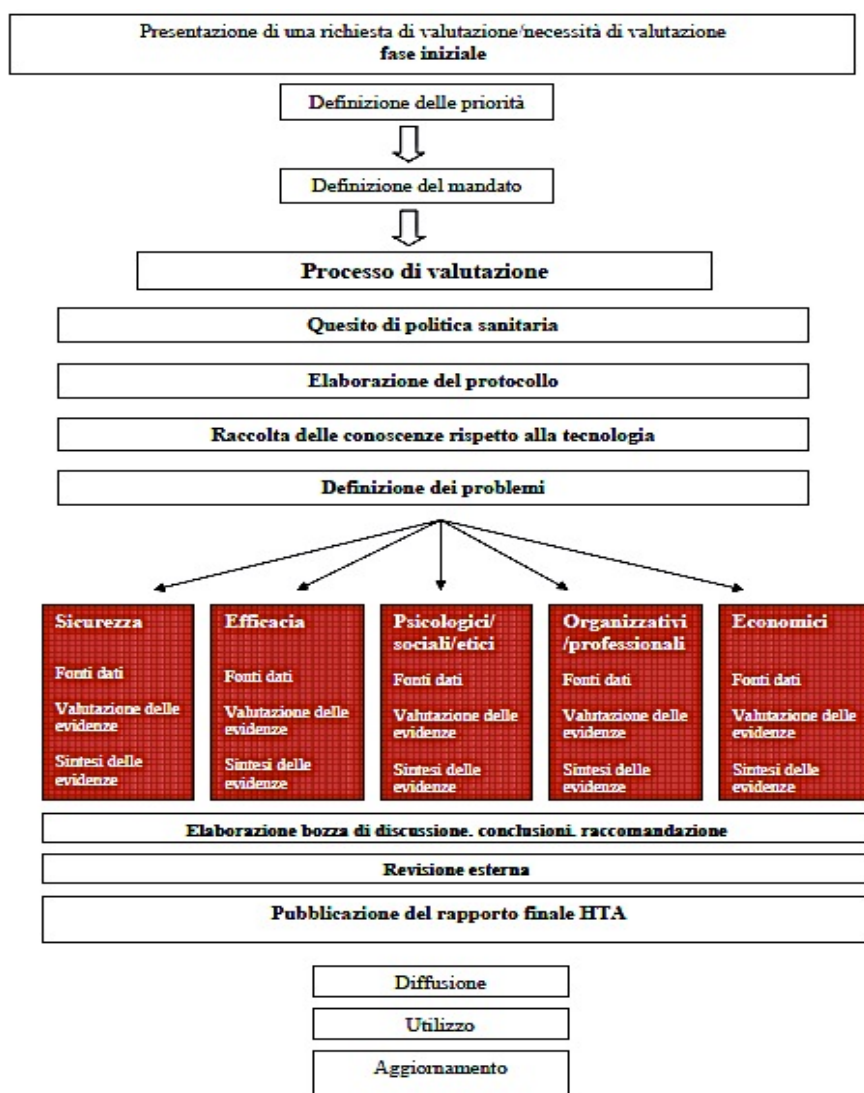 Presentazione di una richiesta di valutazione/necessità di valutazione
fase iniziale
Definizione delle priorità
Definizione del mandato
Processo di valutazione
Quesito di politica sanitaria
Elaborazione del protocollo
Raccolta delle conoscenze rispetto alla tecnologia
Definizione dei problemi
Sicurezza
Fonti dati
Valutazione delle
evidenze
Sintesi delle
evidenze
Efficacia
Fonti dati
Valutazione delle
evidenze
Sintesi delle
evidenze
Psicologici/
sociali/etici
Fonti dati
Valutazione delle
evidenze
Sintesi delle
evidenze
Organizzativi
/professionali
Fonti dati
Valutazione delle
evidenze
Sintesi delle
evidenze
Economici
Fonti dati
Valutazione delle
evidenze
Sintesi delle
evidenze
Elaborazione bozza di discussione. conclusioni. raccomandazione
Revisione esterna
Pubblicazione del rapporto finale HTA
Diffusione
Utilizzo
Aggiornamento